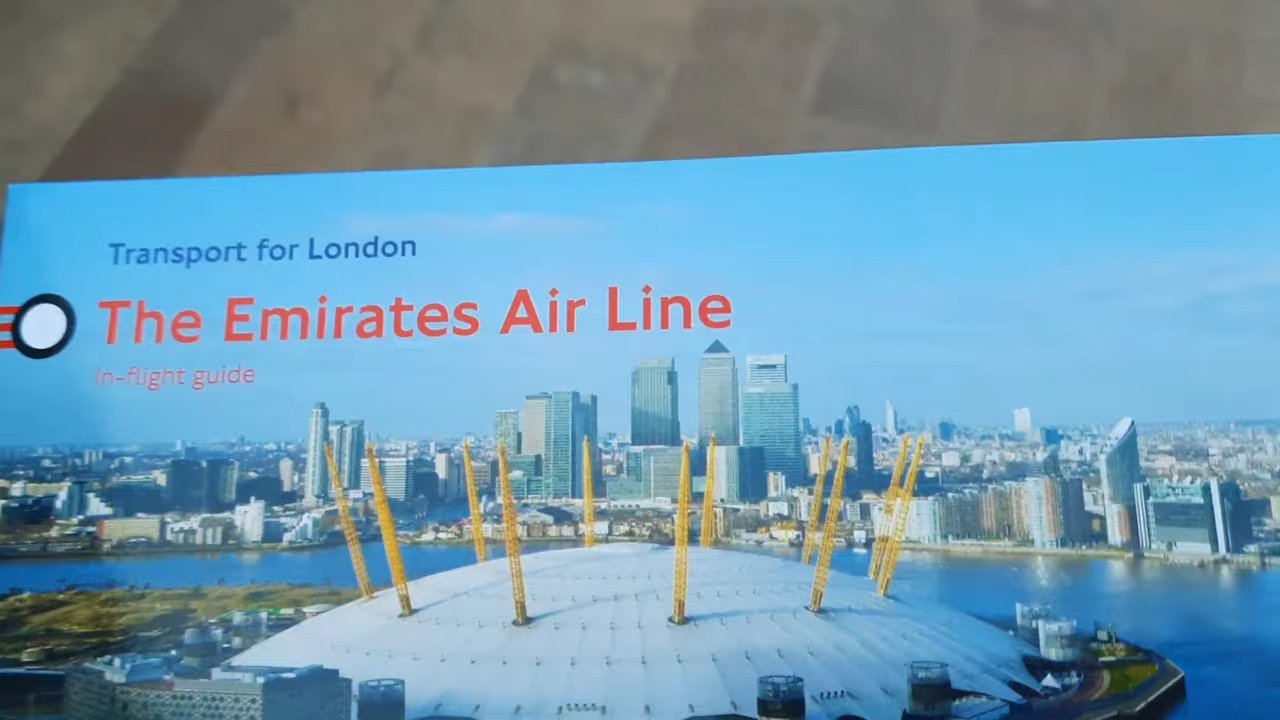 Transport for London
The Emirates Air Line
In-flight guide